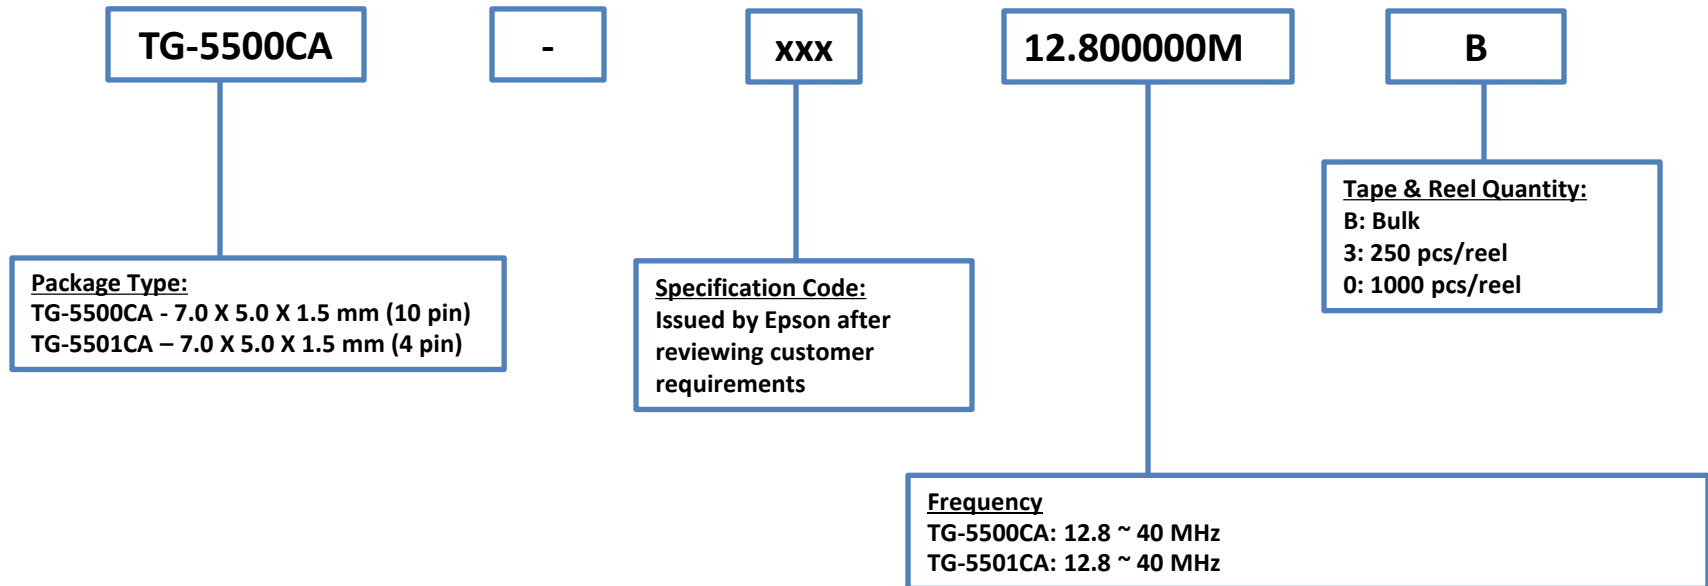 TG-5500CA
-
xxx
12.800000M
B
Package Type:
TG-5500CA - 7.0 X 5.0 X 1.5 mm (10 pin)
TG-5501CA – 7.0 X 5.0 X 1.5 mm (4 pin)
Specification Code:
Issued by Epson after
reviewing customer
requirements
Tape & Reel Quantity:
B: Bulk
3: 250 pcs/reel
0: 1000 pcs/reel
Frequency
TG-5500CA: 12.8 ~ 40 MHz
TG-5501CA: 12.8 ~ 40 MHz